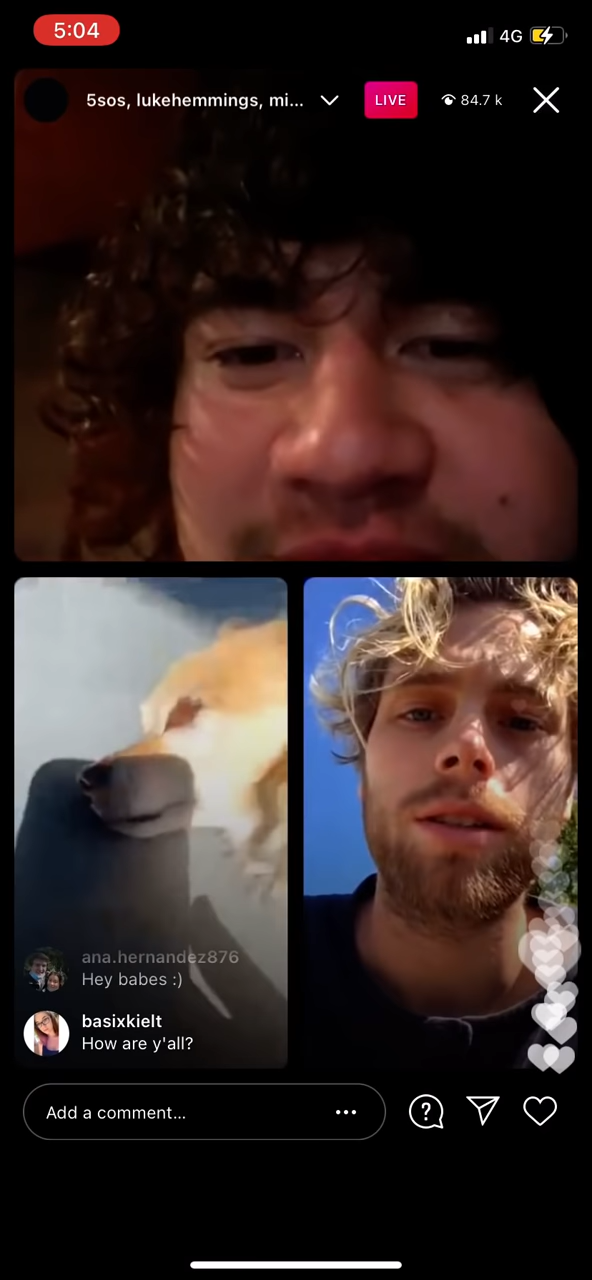 5:04
4G
5sos, lukehemmings, mi...
LIVE
84.7 k
ana.hernandez876
Hey babes :)
basixkielt
How are y'all?
Add a comment...